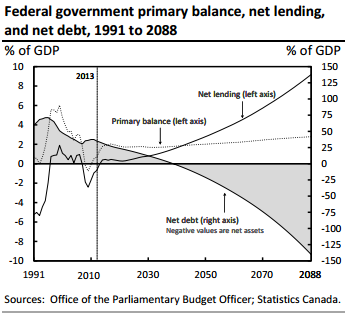 Federal government primary balance, net lending,
and net debt, 1991 to 2088
% of GDP % of GDP
10 150
8 125
2013
100
6 75
Net lending (left axis)
4 50
Primary balance (left axis)
2 25
0 0
-2 -25
-4 -50
-6 -75
Net debt (right axis)
-100
Negative values are net assets
-8 -125
-10 -150
1991 2010 2030 2050 2070 2088
Sources: Office of the Parliamentary Budget Officer; Statistics Canada.